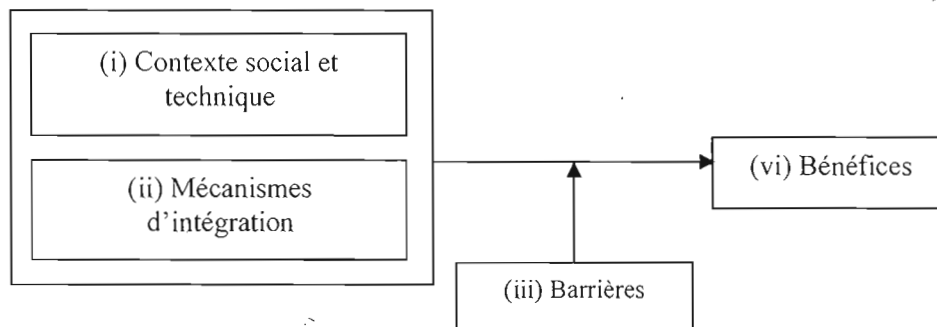 (i) Contexte social et
technique
(ii) Mécanismes
d'intégration
(vi) Bénéfices
(iii) Barrières